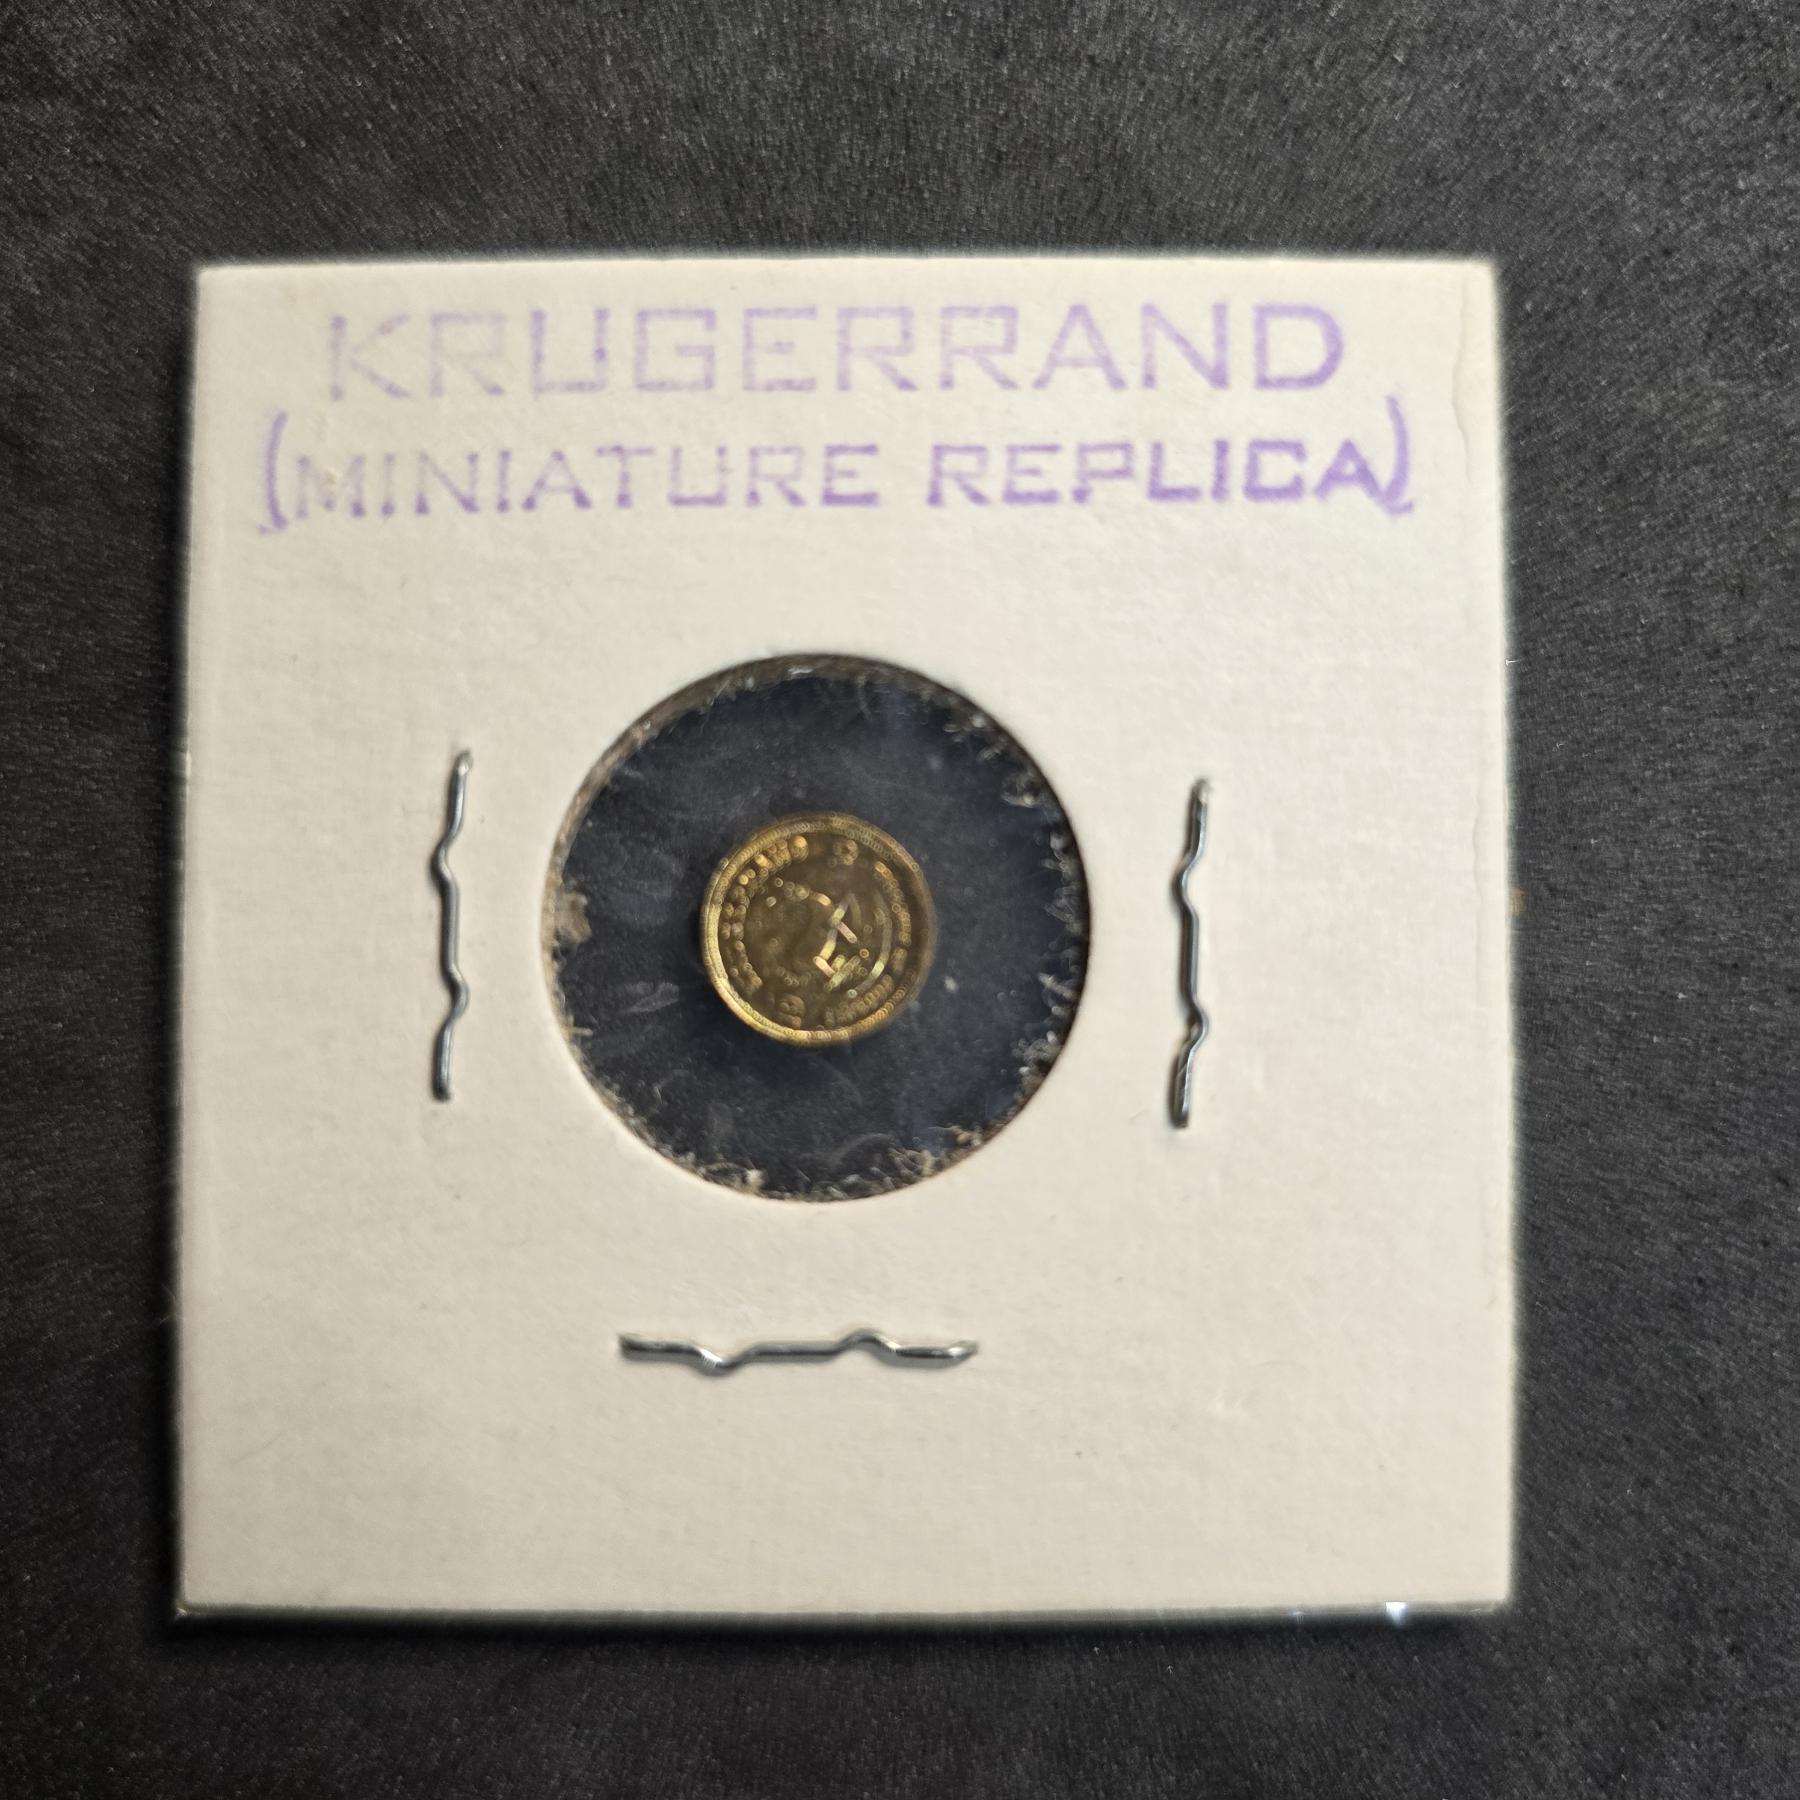 KRUGERRAND
(MINIATURE REPLICA)